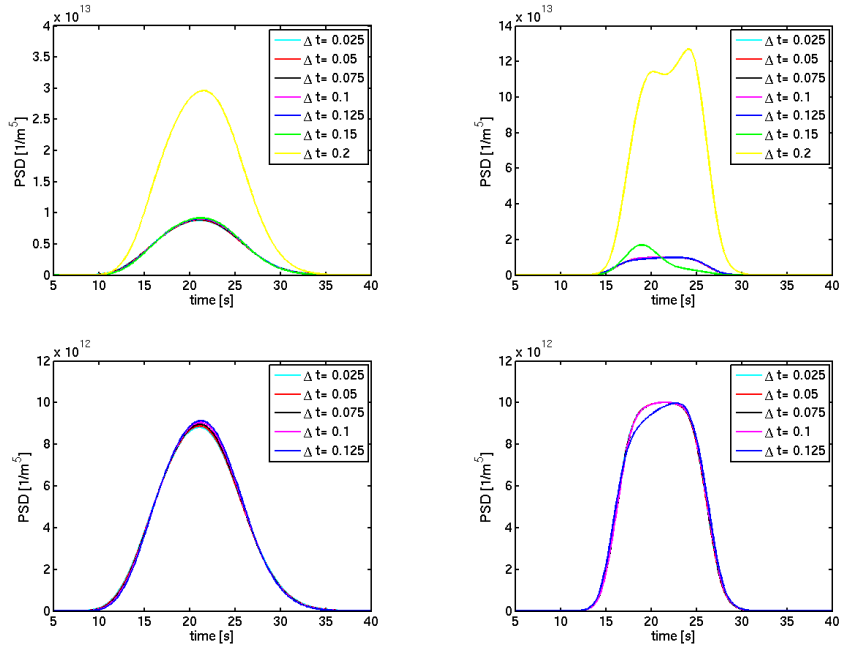 4 x 10^13
3.5
3
2.5
2
1.5
1
0.5
0
5 10 15 20 25 30 35 40
PSD [1/m^5]
time [s]
Δ t= 0.025
Δ t= 0.05
Δ t= 0.075
Δ t= 0.1
Δ t= 0.125
Δ t= 0.15
Δ t= 0.2
14 x 10^13
12
10
8
6
4
2
0
5 10 15 20 25 30 35 40
PSD [1/m^5]
time [s]
Δ t= 0.025
Δ t= 0.05
Δ t= 0.075
Δ t= 0.1
Δ t= 0.125
Δ t= 0.15
Δ t= 0.2
12 x 10^12
10
8
6
4
2
0
5 10 15 20 25 30 35 40
PSD [1/m^5]
time [s]
Δ t= 0.025
Δ t= 0.05
Δ t= 0.075
Δ t= 0.1
Δ t= 0.125
12 x 10^12
10
8
6
4
2
0
5 10 15 20 25 30 35 40
PSD [1/m^5]
time [s]
Δ t= 0.025
Δ t= 0.05
Δ t= 0.075
Δ t= 0.1
Δ t= 0.125